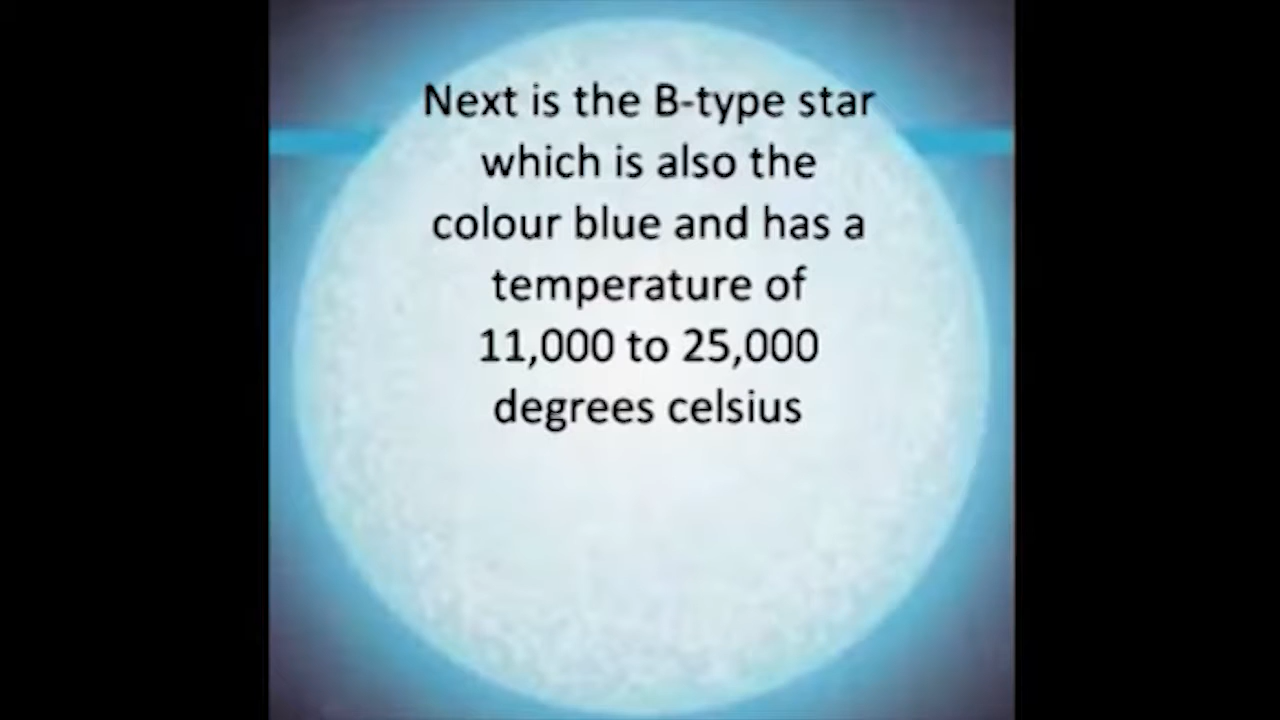 Next is the B-type star
which is also the
colour blue and has a
temperature of
11,000 to 25,000
degrees celsius